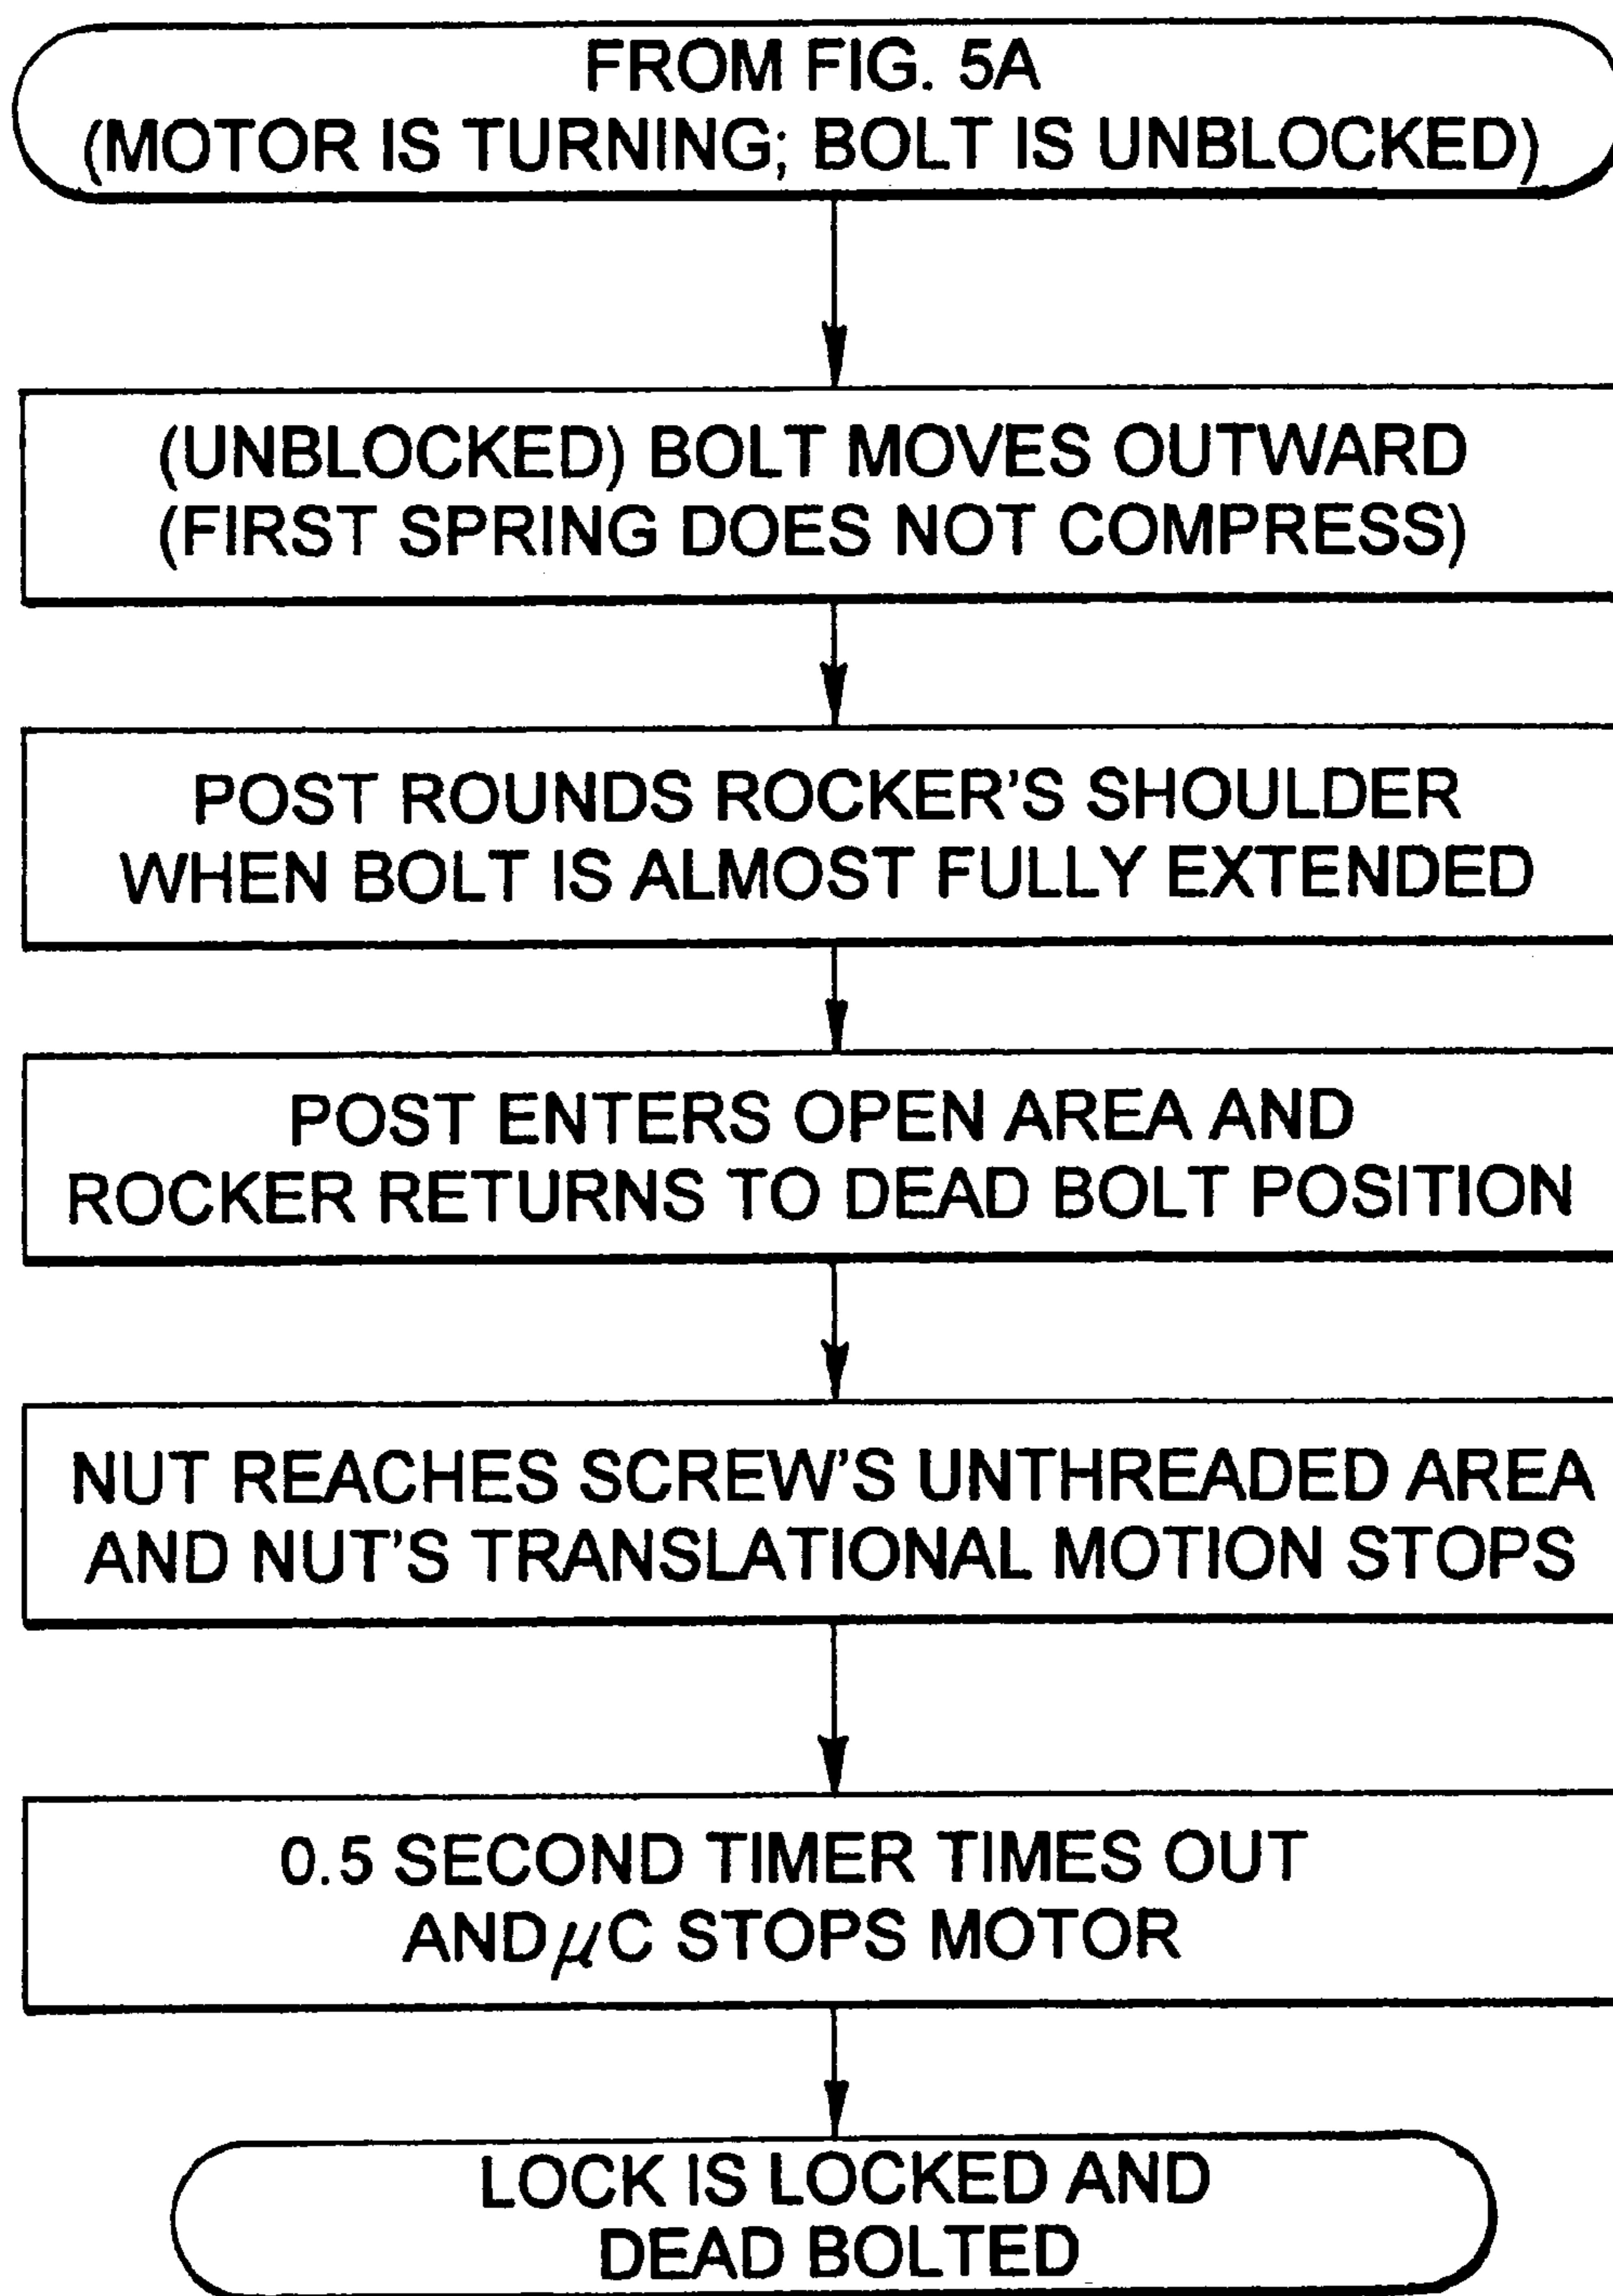 FROM FIG. 5A
(MOTOR IS TURNING; BOLT IS UNBLOCKED)
(UNBLOCKED) BOLT MOVES OUTWARD
(FIRST SPRING DOES NOT COMPRESS)
POST ROUNDS ROCKER'S SHOULDER
WHEN BOLT IS ALMOST FULLY EXTENDED
POST ENTERS OPEN AREA AND
ROCKER RETURNS TO DEAD BOLT POSITION
NUT REACHES SCREW'S UNTHREADED AREA
AND NUT'S TRANSLATIONAL MOTION STOPS
0.5 SECOND TIMER TIMES OUT
AND μC STOPS MOTOR
LOCK IS LOCKED AND
DEAD BOLTED